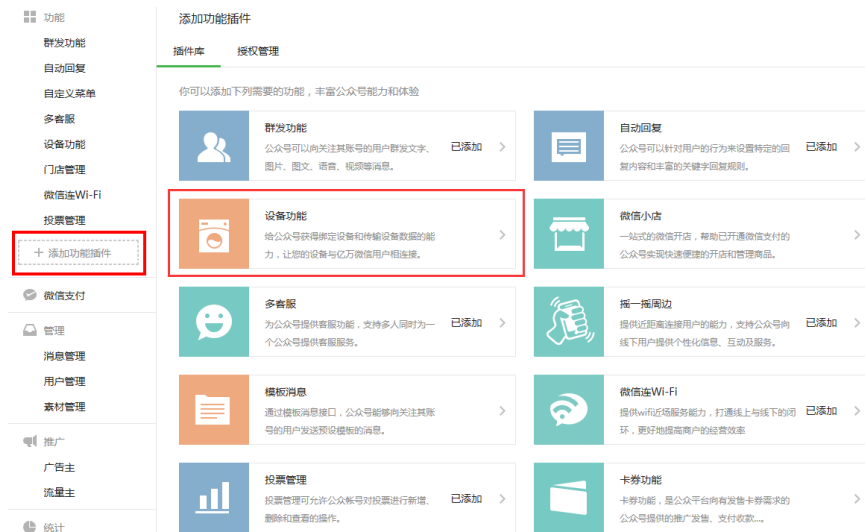 功能
群发功能
自动回复
自定义菜单
多客服
设备功能
门店管理
微信连Wi-Fi
投票管理
+ 添加功能插件
微信支付
管理
消息管理
用户管理
素材管理
推广
广告主
流量主
统计
添加功能插件
插件库 授权管理
你可以添加下列需要的功能，丰富公众号能力和体验
群发功能
公众号可以向关注其账号的用户群发文字、
图片、图文、语音、视频等消息。
已添加
自动回复
公众号可以针对用户的行为来设置特定的回
复内容和丰富的关键字回复规则。
已添加
设备功能
给公众号获得绑定设备和传输设备数据的能
力，让您的设备与亿万微信用户相连接。
微信小店
一站式的微信开店，帮助已开通微信支付的
公众号实现快速便捷的开店和管理商品。
多客服
为公众号提供客服功能，支持多人同时为一
个公众号提供客服服务。
已添加
摇一摇周边
提供近距离连接用户的能力，支持公众号向
线下用户提供个性化信息、互动及服务。
已添加
模板消息
通过模板消息接口，公众号能够向关注其账
号的用户发送预设模板的消息。
微信连Wi-Fi
提供wifi近场服务能力，打通线上与线下的闭
环，更好地提高商户的经营效率
已添加
投票管理
投票管理可允许公众帐号对投票进行新增、
删除和查看的操作。
已添加
卡券功能
卡券功能，是公众平台向有发售卡券需求的
公众号提供的推广发售、支付收款...。